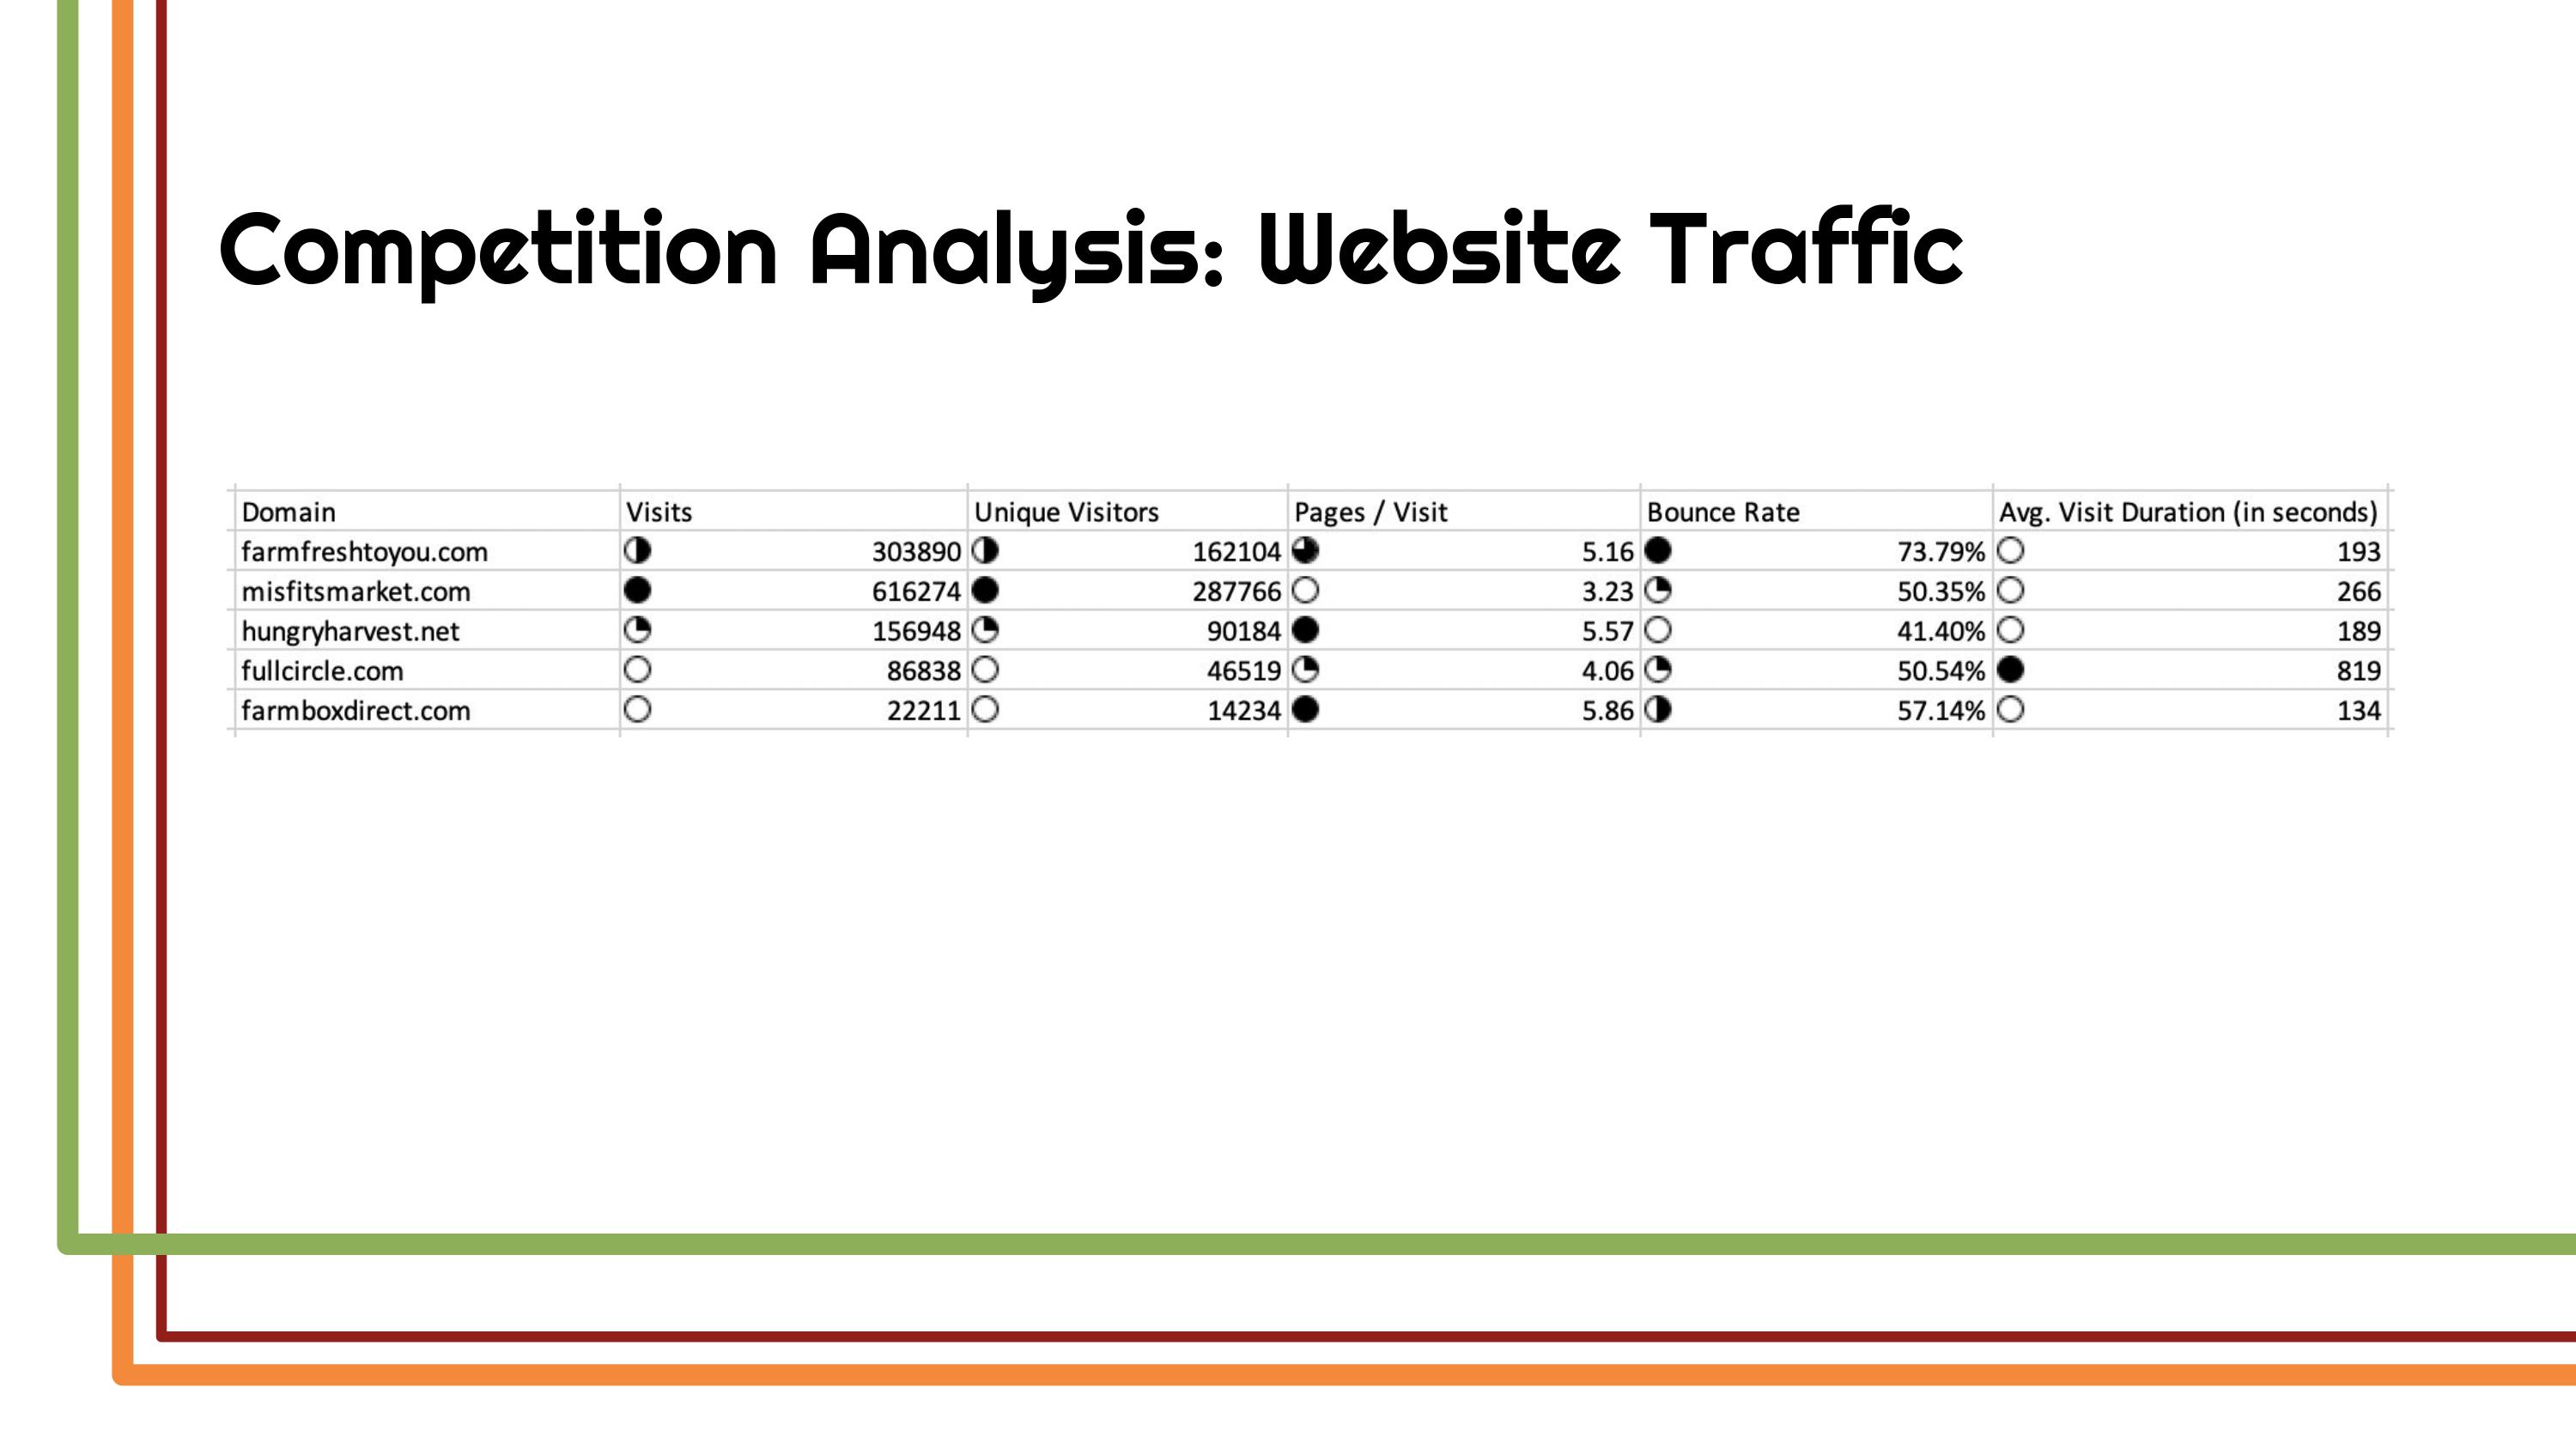 Competition Analysis: Website Traffic
Domain Visits Unique Visitors Pages / Visit Bounce Rate Avg. Visit Duration (in seconds)
farmfreshtoyou.com 303890 162104 5.16 73.79% 193
misfitsmarket.com 616274 287766 3.23 50.35% 266
hungryharvest.net 156948 90184 5.57 41.40% 189
fullcircle.com 86838 46519 4.06 50.54% 819
farmboxdirect.com 22211 14234 5.86 57.14% 134